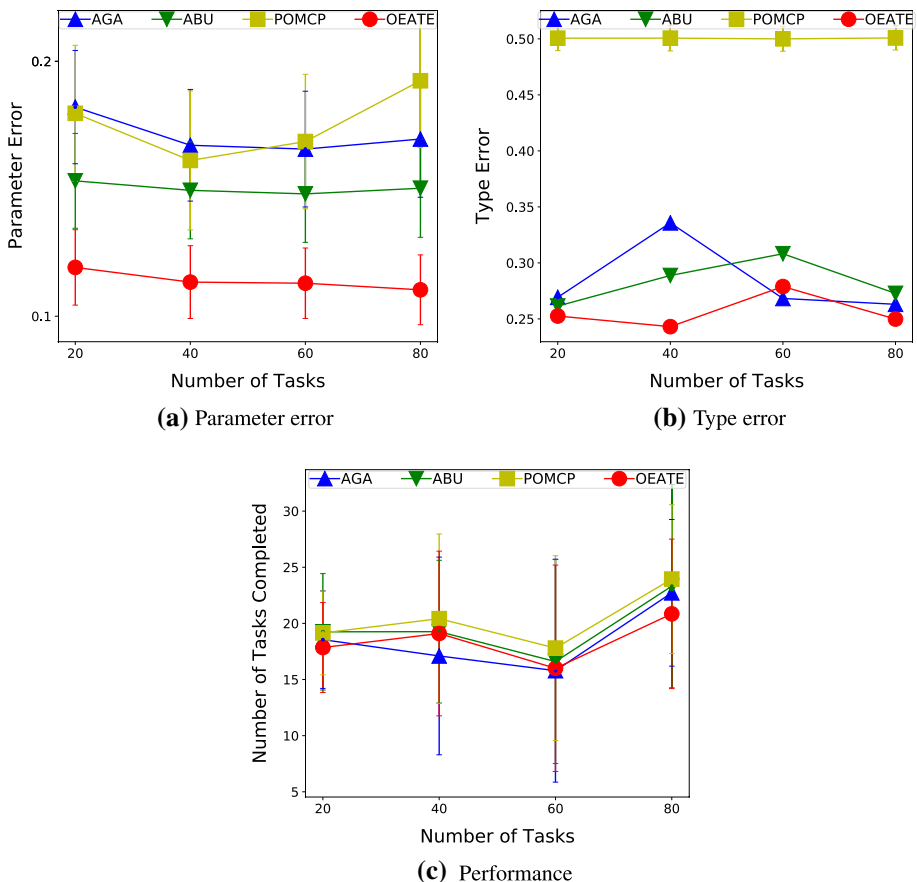 AGA ABU POMCP OEATE
0.2
0.1
Parameter Error
20 40 60 80
Number of Tasks
(a) Parameter error
AGA ABU POMCP OEATE
0.50
0.45
0.40
0.35
0.30
0.25
Type Error
20 40 60 80
Number of Tasks
(b) Type error
AGA ABU POMCP OEATE
30
25
20
15
10
5
Number of Tasks Completed
20 40 60 80
Number of Tasks
(c) Performance